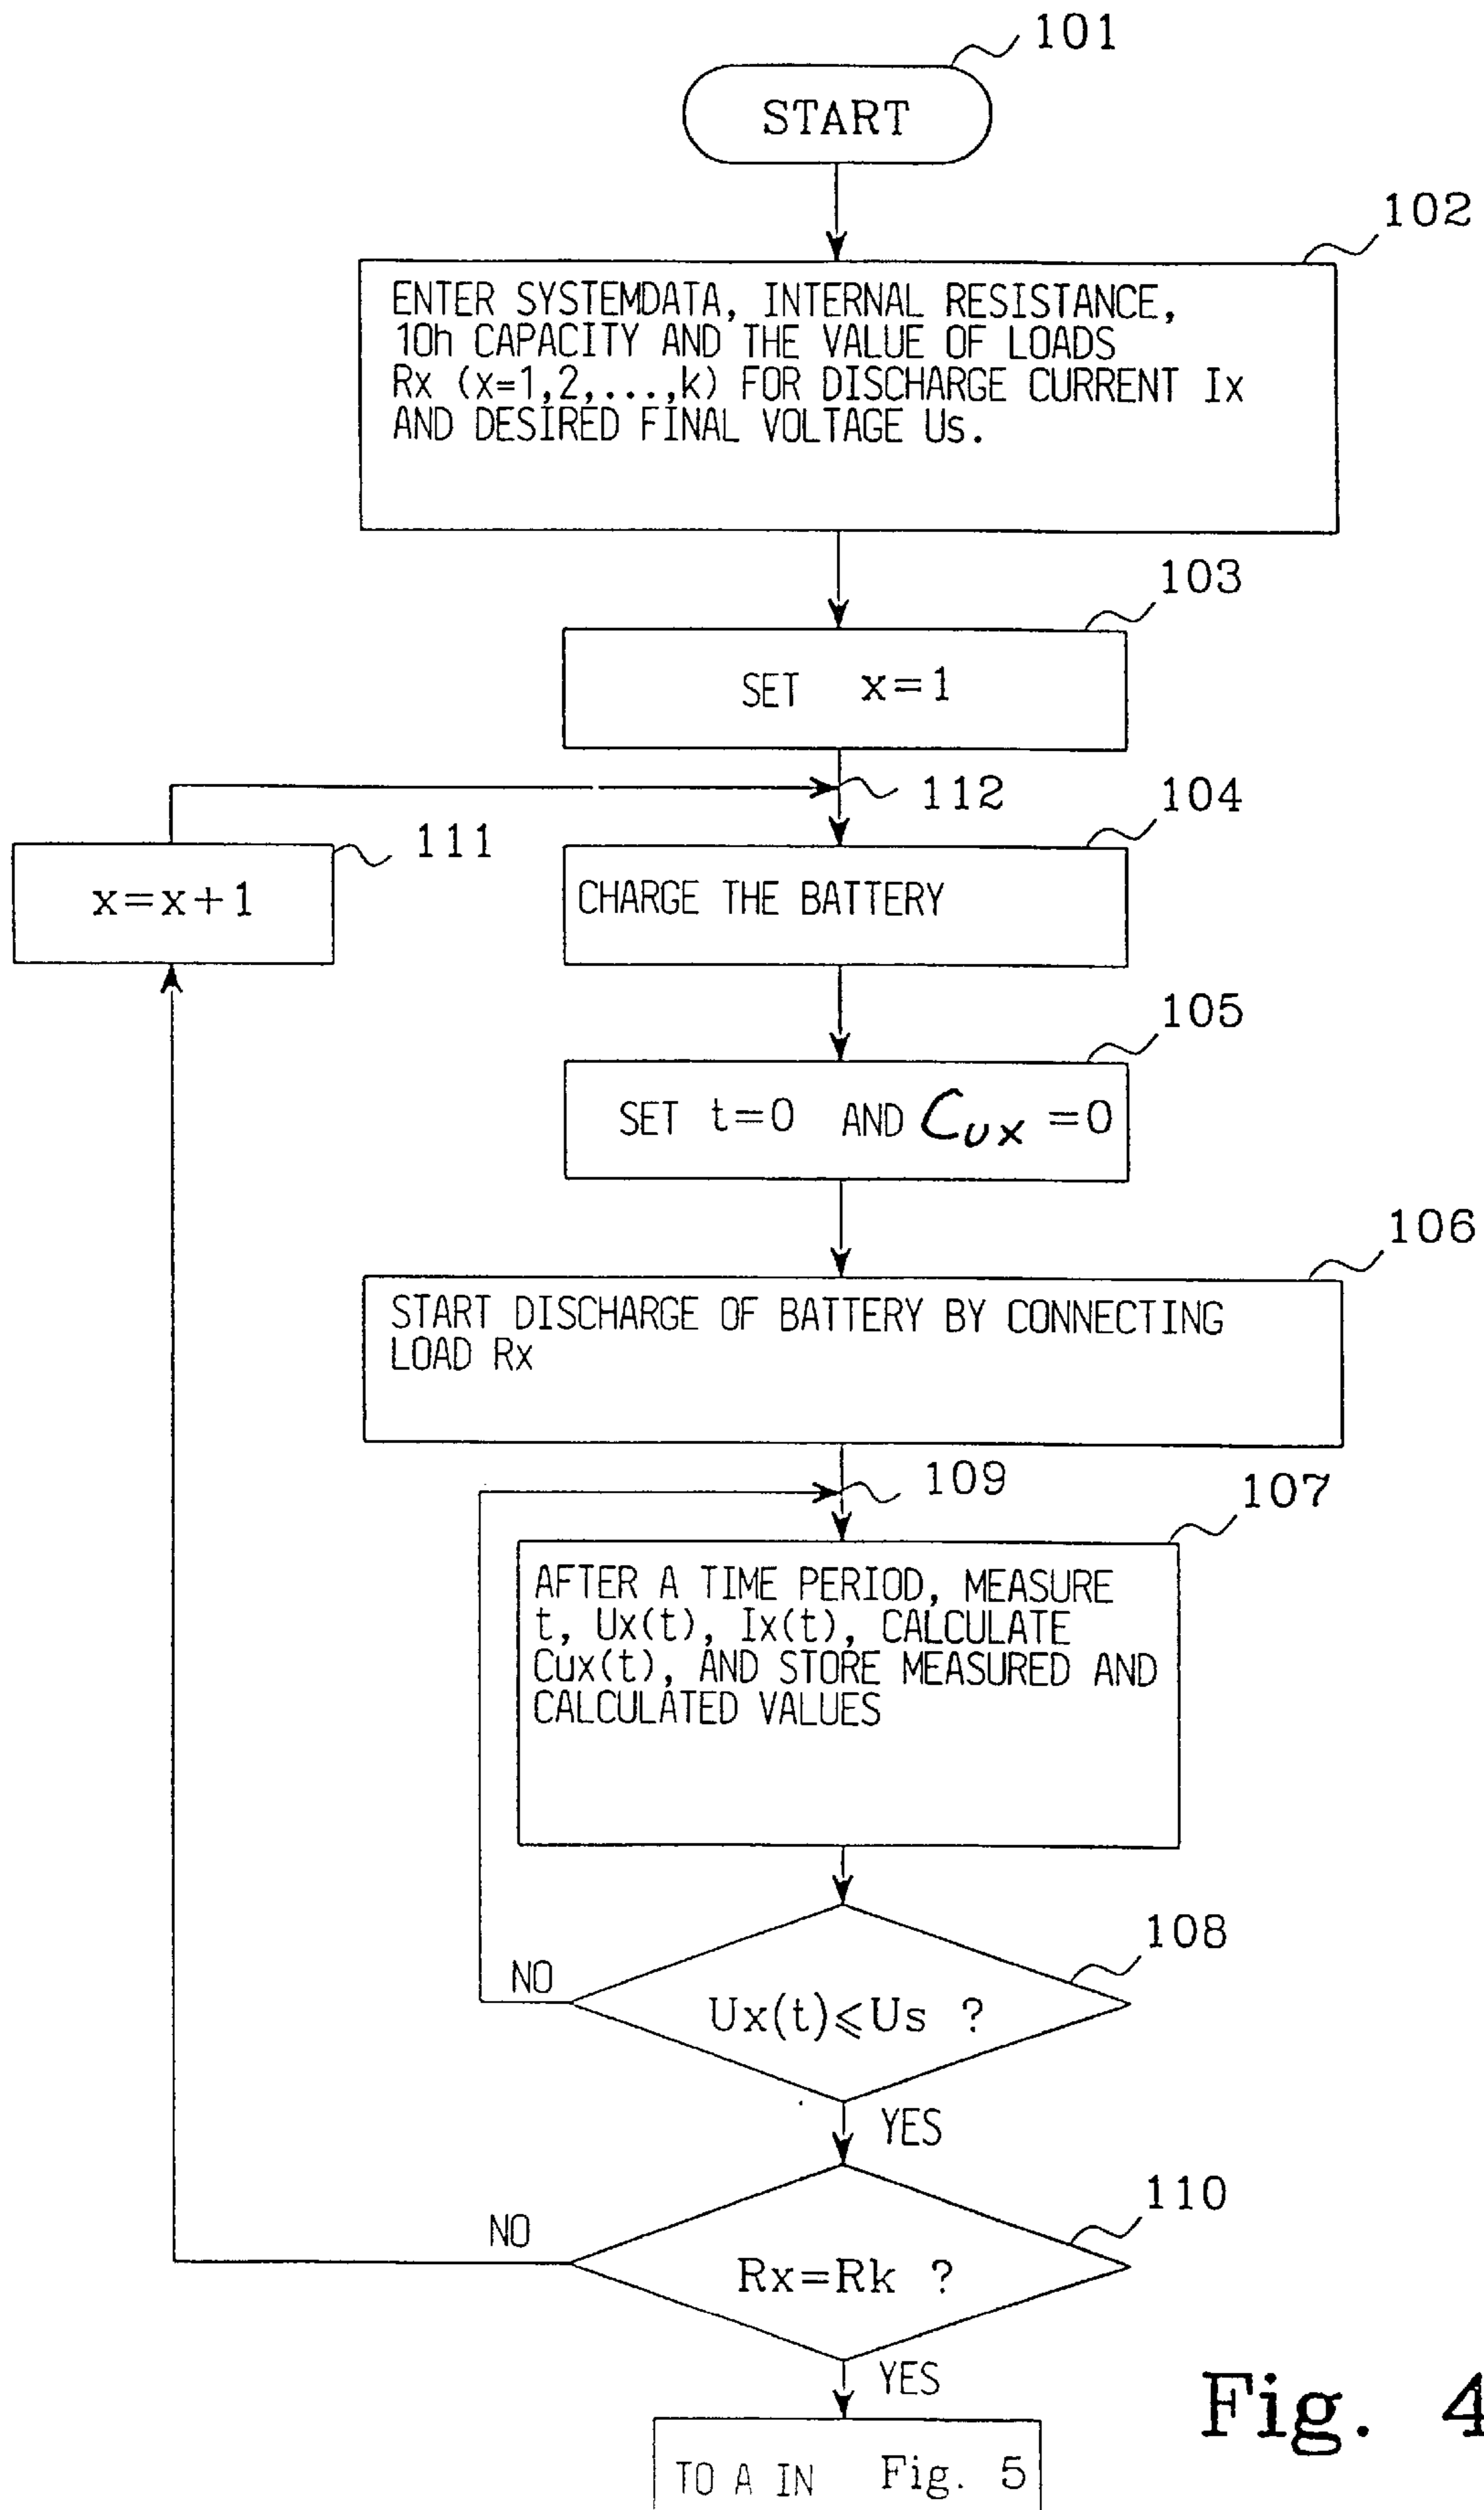 101
START
102
ENTER SYSTEMDATA, INTERNAL RESISTANCE,
10h CAPACITY AND THE VALUE OF LOADS
Rx (x=1,2,...,k) FOR DISCHARGE CURRENT Ix
AND DESIRED FINAL VOLTAGE Us.
103
SET x=1
112
104
111
x=x+1
CHARGE THE BATTERY
105
SET t=0 AND Cux =0
106
START DISCHARGE OF BATTERY BY CONNECTING
LOAD Rx
109
107
AFTER A TIME PERIOD, MEASURE
t, Ux(t), Ix(t), CALCULATE
Cux(t), AND STORE MEASURED AND
CALCULATED VALUES
108
NO
Ux(t)⩽Us ?
YES
110
NO
Rx=Rk ?
YES
Fig. 4
TO A IN Fig. 5